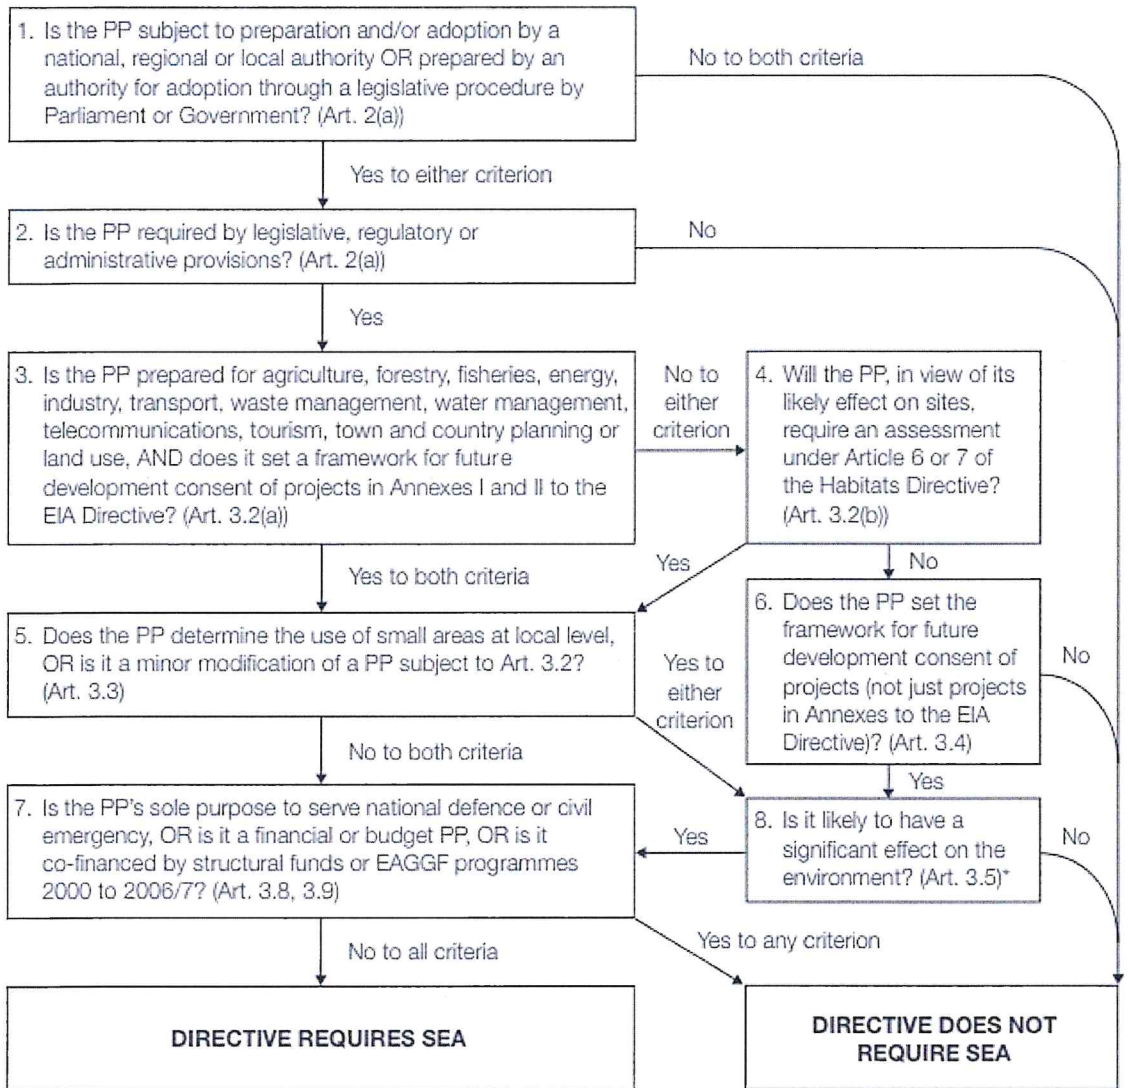 1. Is the PP subject to preparation and/or adoption by a
national, regional or local authority OR prepared by an
authority for adoption through a legislative procedure by
Parliament or Government? (Art. 2(a))
No to both criteria
Yes to either criterion
2. Is the PP required by legislative, regulatory or
administrative provisions? (Art. 2(a))
No
Yes
3. Is the PP prepared for agriculture, forestry, fisheries, energy,
industry, transport, waste management, water management,
telecommunications, tourism, town and country planning or
land use, AND does it set a framework for future
development consent of projects in Annexes I and II to the
EIA Directive? (Art. 3.2(a))
No to
either
criterion
4. Will the PP, in view of its
likely effect on sites,
require an assessment
under Article 6 or 7 of
the Habitats Directive?
(Art. 3.2(b))
Yes to both criteria
Yes
No
5. Does the PP determine the use of small areas at local level,
OR is it a minor modification of a PP subject to Art. 3.2?
(Art. 3.3)
Yes to
either
criterion
6. Does the PP set the
framework for future
development consent of
projects (not just projects
in Annexes to the EIA
Directive)? (Art. 3.4)
No
No to both criteria
Yes
7. Is the PP's sole purpose to serve national defence or civil
emergency, OR is it a financial or budget PP, OR is it
co-financed by structural funds or EAGGF programmes
2000 to 2006/7? (Art. 3.8, 3.9)
Yes
8. Is it likely to have a
significant effect on the
environment? (Art. 3.5)*
No
No to all criteria
Yes to any criterion
DIRECTIVE REQUIRES SEA
DIRECTIVE DOES NOT
REQUIRE SEA